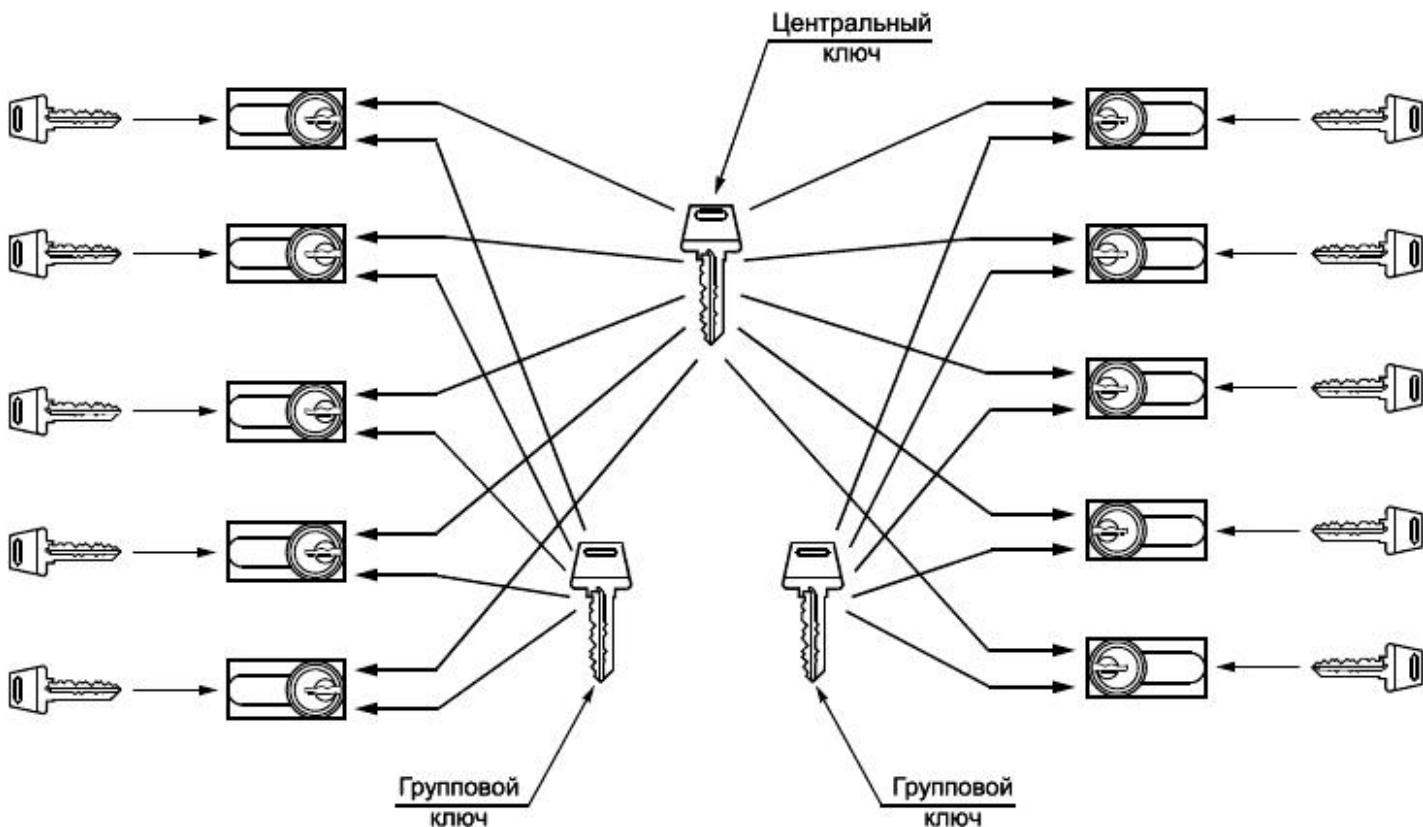 Центральный
ключ
Групповой
ключ
Групповой
ключ